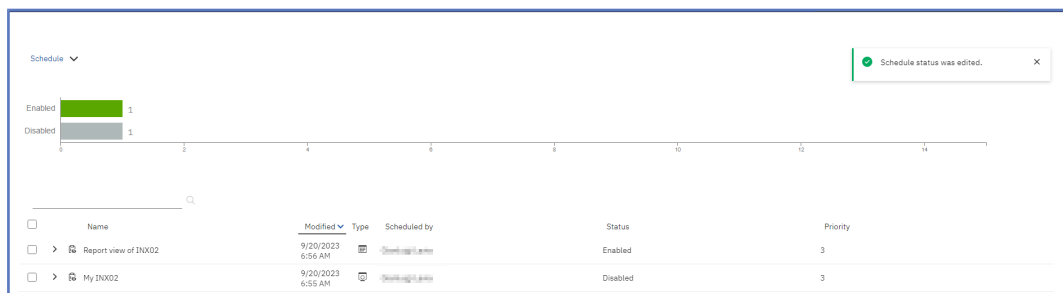 Schedule
Schedule status was edited.
Enabled 1
Disabled 1
0 2 4 6 8 10 12 14
Name Modified Type Scheduled by Status Priority
Report view of INX02 9/20/2023 6:56 AM Enabled 3
My INX02 9/20/2023 6:55 AM Disabled 3